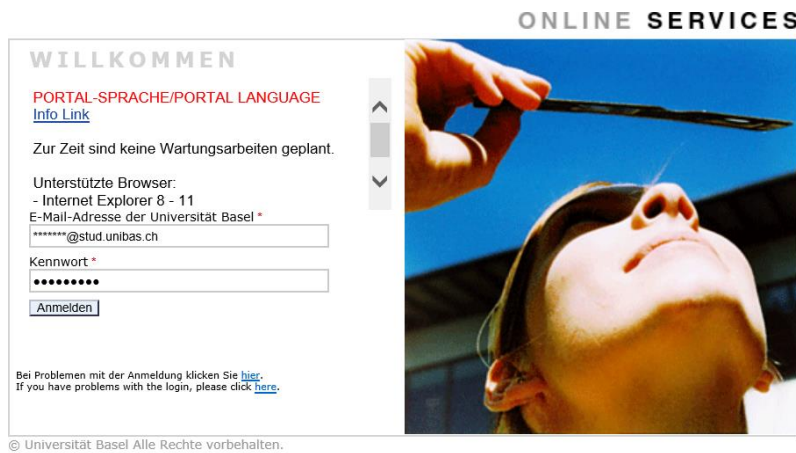 ONLINE SERVICES
WILLKOMMEN
PORTAL-SPRACHE/PORTAL LANGUAGE
Info Link
Zur Zeit sind keine Wartungsarbeiten geplant.
Unterstützte Browser:
- Internet Explorer 8 - 11
E-Mail-Adresse der Universität Basel *
*******@stud.unibas.ch
Kennwort *
●●●●●●●●●
Anmelden
Bei Problemen mit der Anmeldung klicken Sie hier.
If you have problems with the login, please click here.
© Universität Basel Alle Rechte vorbehalten.